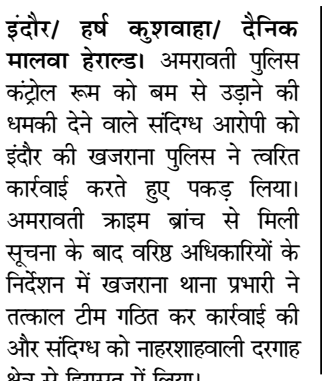 इंदौर/ हर्ष कुशवाहा/ दैनिक
मालवा हेराल्ड। अमरावती पुलिस
कंट्रोल रूम को बम से उड़ाने की
धमकी देने वाले संदिग्ध आरोपी को
इंदौर की खजराना पुलिस ने त्वरित
कार्रवाई करते हुए पकड़ लिया।
अमरावती क्राइम ब्रांच से मिली
सूचना के बाद वरिष्ठ अधिकारियों के
निर्देशन में खजराना थाना प्रभारी ने
तत्काल टीम गठित कर कार्रवाई की
और संदिग्ध को नाहरशाहवाली दरगाह
क्षेत्र से हिरासत में लिया।